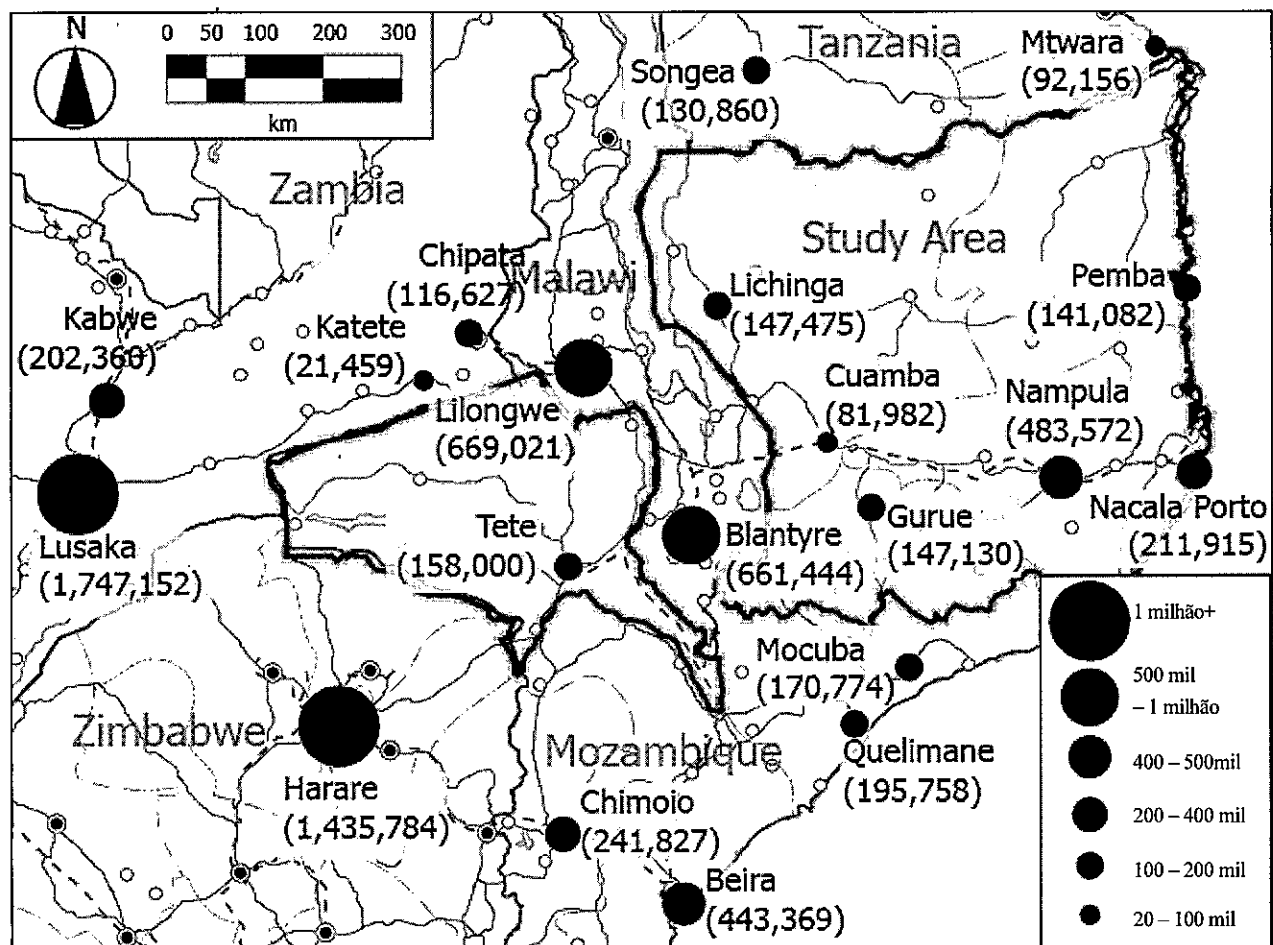 N
0 50 100 200 300
km
Tanzania
Mtwara
(92,156)
Songea
(130,860)
Zambia
Study Area
Chipata
(116,627)
Malawi
Lichinga
(147,475)
Pemba
(141,082)
Kabwe
(202,360)
Katete
(21,459)
Cuamba
(81,982)
Nampula
(483,572)
Lilongwe
(669,021)
Lusaka
(1,747,152)
Tete
(158,000)
Blantyre
(661,444)
Gurue
(147,130)
Nacala Porto
(211,915)
Mocuba
(170,774)
Zimbabwe
Mozambique
Quelimane
(195,758)
Harare
(1,435,784)
Chimoio
(241,827)
Beira
(443,369)
1 milhão+
500 mil
– 1 milhão
400 – 500mil
200 – 400 mil
100 – 200 mil
20 – 100 mil